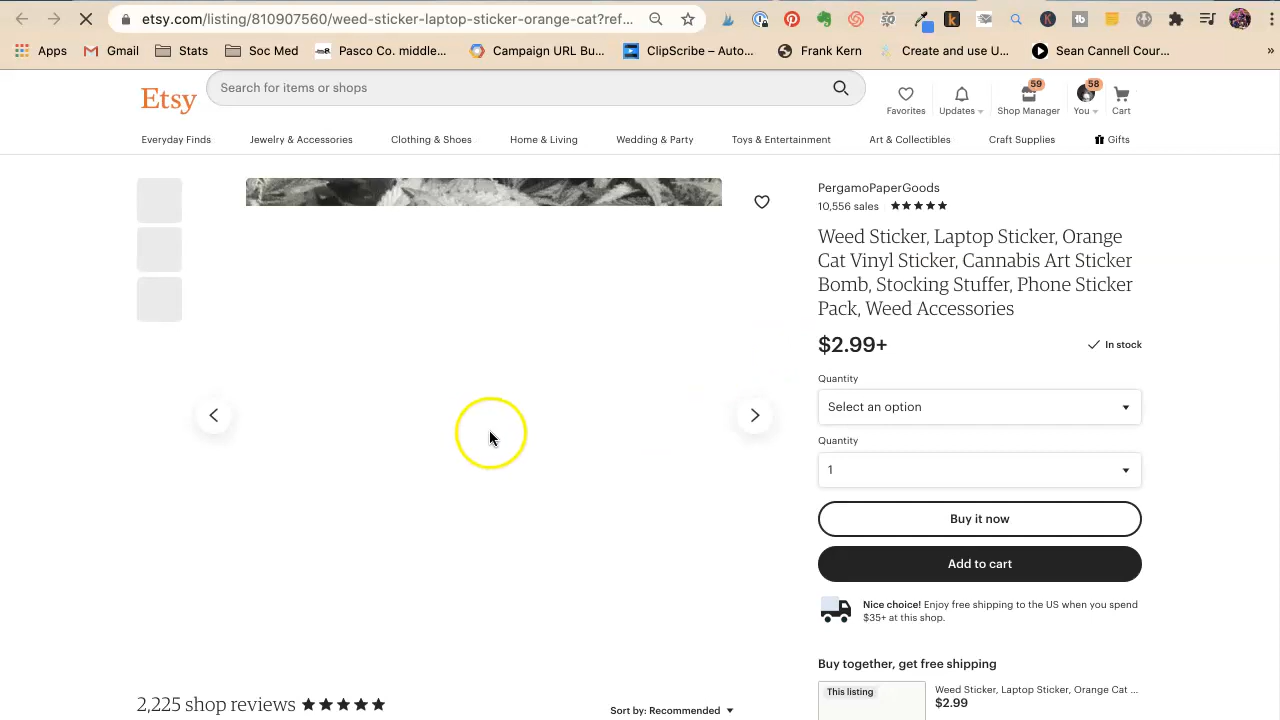 etsy.com/listing/810907560/weed-sticker-laptop-sticker-orange-cat?ref...
Apps Gmail Stats Soc Med Pasco Co. middle... Campaign URL Bu... ClipScribe – Auto... Frank Kern Create and use U... Sean Cannell Cour... »
Etsy
Search for items or shops
59 58
Favorites Updates Shop Manager You Cart
Everyday Finds Jewelry & Accessories Clothing & Shoes Home & Living Wedding & Party Toys & Entertainment Art & Collectibles Craft Supplies Gifts
PergamoPaperGoods
10,556 sales
Weed Sticker, Laptop Sticker, Orange
Cat Vinyl Sticker, Cannabis Art Sticker
Bomb, Stocking Stuffer, Phone Sticker
Pack, Weed Accessories
$2.99+ In stock
Quantity
Select an option
Quantity
1
Buy it now
Add to cart
Nice choice! Enjoy free shipping to the US when you spend
$35+ at this shop.
Buy together, get free shipping
This listing Weed Sticker, Laptop Sticker, Orange Cat ...
$2.99
2,225 shop reviews
Sort by: Recommended